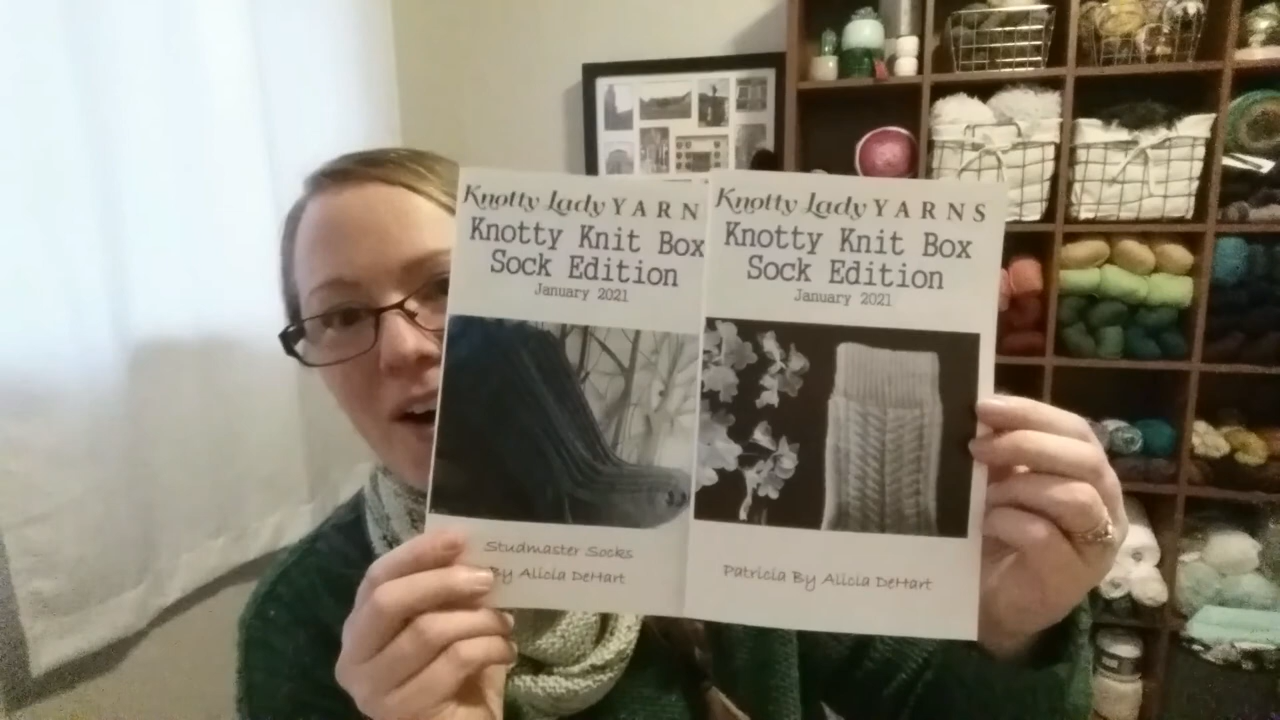 Knotty Lady YARN
Knotty Knit Box
Sock Edition
January 2021
Studmaster Socks
By Alicia DeHart
Knotty Lady YARNS
Knotty Knit Box
Sock Edition
January 2021
Patricia By Alicia DeHart